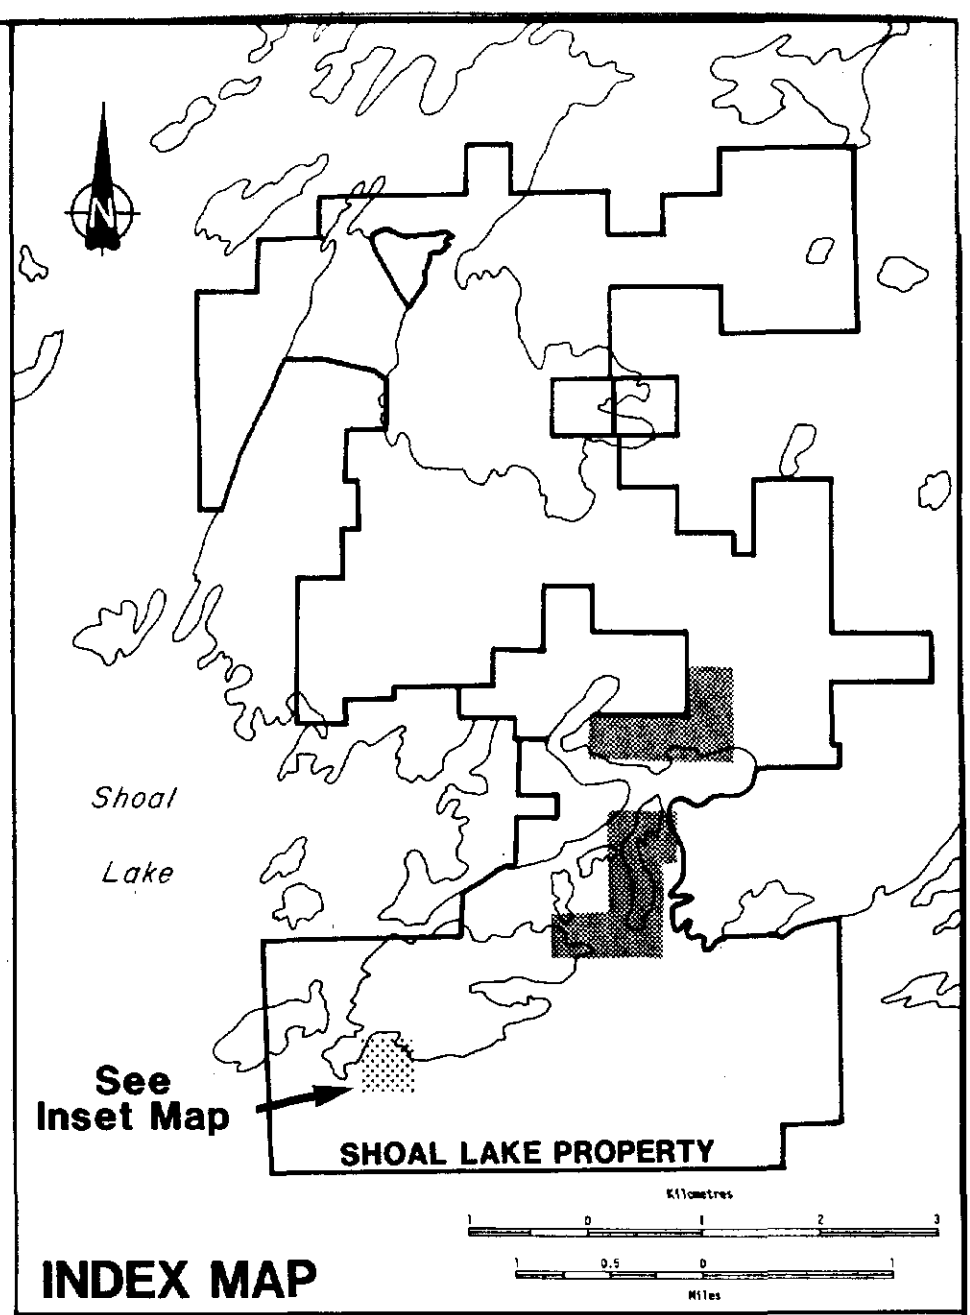 N
Shoal
Lake
See
Inset Map
SHOAL LAKE PROPERTY
Kilometres
1 0 1 2 3
INDEX MAP
1 0.5 0 1
Miles